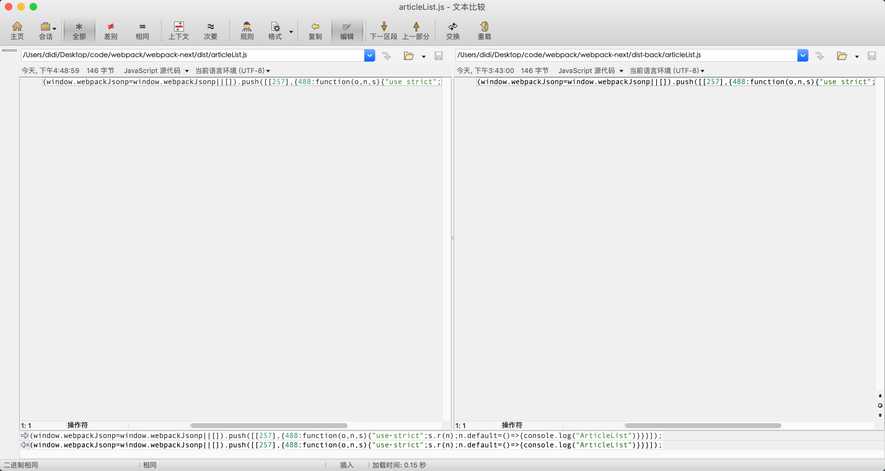 articleList.js - 文本比较
主页 会话 全部 差别 相同 上下文 次要 规则 格式 复制 编辑 下一区段 上一部分 交换 重载
/Users/didi/Desktop/code/webpack/webpack-next/dist/articleList.js
/Users/didi/Desktop/code/webpack/webpack-next/dist-back/articleList.js
今天, 下午4:48:59 146 字节 JavaScript 源代码 当前语言环境 (UTF-8)
今天, 下午3:43:00 146 字节 JavaScript 源代码 当前语言环境 (UTF-8)
(window.webpackJsonp=window.webpackJsonp||[]).push([[257],{488:function(o,n,s){"use strict";
(window.webpackJsonp=window.webpackJsonp||[]).push([[257],{488:function(o,n,s){"use strict";
1: 1 操作符
1: 1 操作符
(window.webpackJsonp=window.webpackJsonp||[]).push([[257],{488:function(o,n,s){"use·strict";s.r(n);n.default=()=>{console.log("ArticleList")}}}]);
(window.webpackJsonp=window.webpackJsonp||[]).push([[257],{488:function(o,n,s){"use·strict";s.r(n);n.default=()=>{console.log("ArticleList")}}}]);
二进制相同 相同 插入 加载时间: 0.15 秒